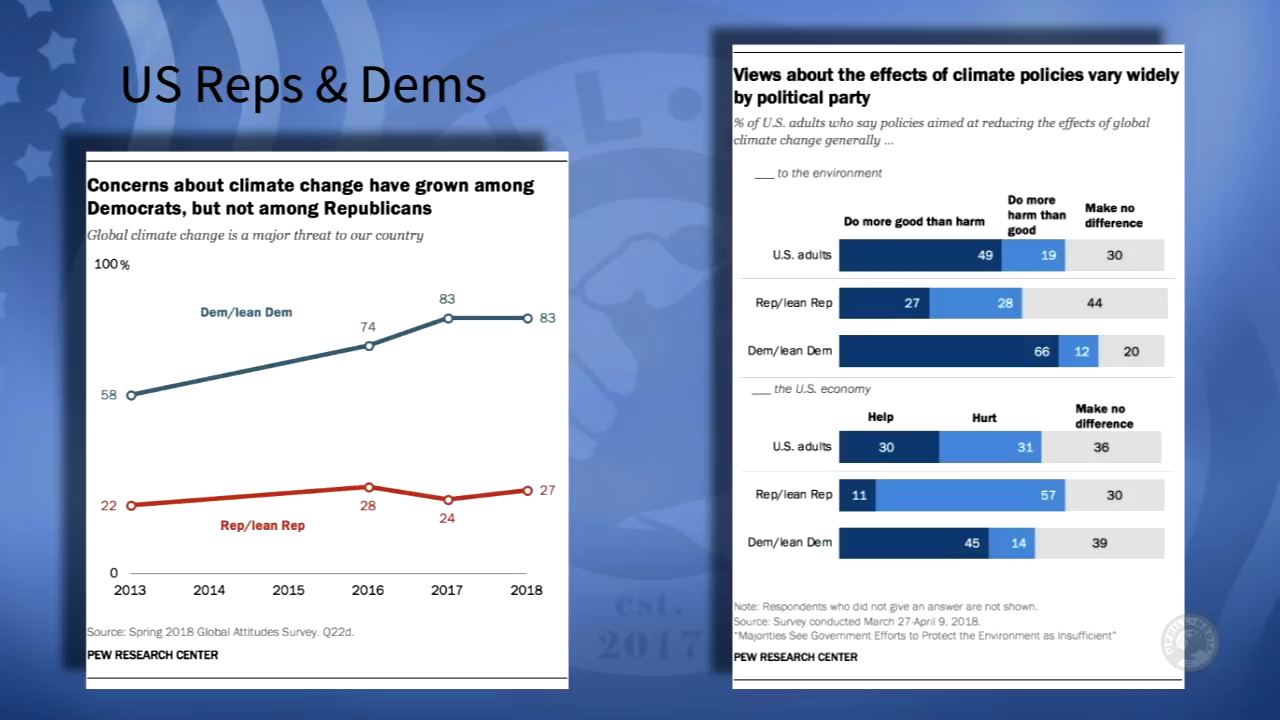 US Reps & Dems
Concerns about climate change have grown among
Democrats, but not among Republicans
Global climate change is a major threat to our country
100%
Dem/lean Dem
58
74
83
83
22
28
24
27
Rep/lean Rep
0
2013 2014 2015 2016 2017 2018
Source: Spring 2018 Global Attitudes Survey. Q22d.
PEW RESEARCH CENTER
Views about the effects of climate policies vary widely
by political party
% of U.S. adults who say policies aimed at reducing the effects of global
climate change generally ...
___ to the environment
Do more good than harm
Do more
harm than
good
Make no
difference
U.S. adults 49 19 30
Rep/lean Rep 27 28 44
Dem/lean Dem 66 12 20
___ the U.S. economy
Help Hurt
Make no
difference
U.S. adults 30 31 36
Rep/lean Rep 11 57 30
Dem/lean Dem 45 14 39
Note: Respondents who did not give an answer are not shown.
Source: Survey conducted March 27-April 9, 2018.
“Majorities See Government Efforts to Protect the Environment as Insufficient”
PEW RESEARCH CENTER
est.
2017